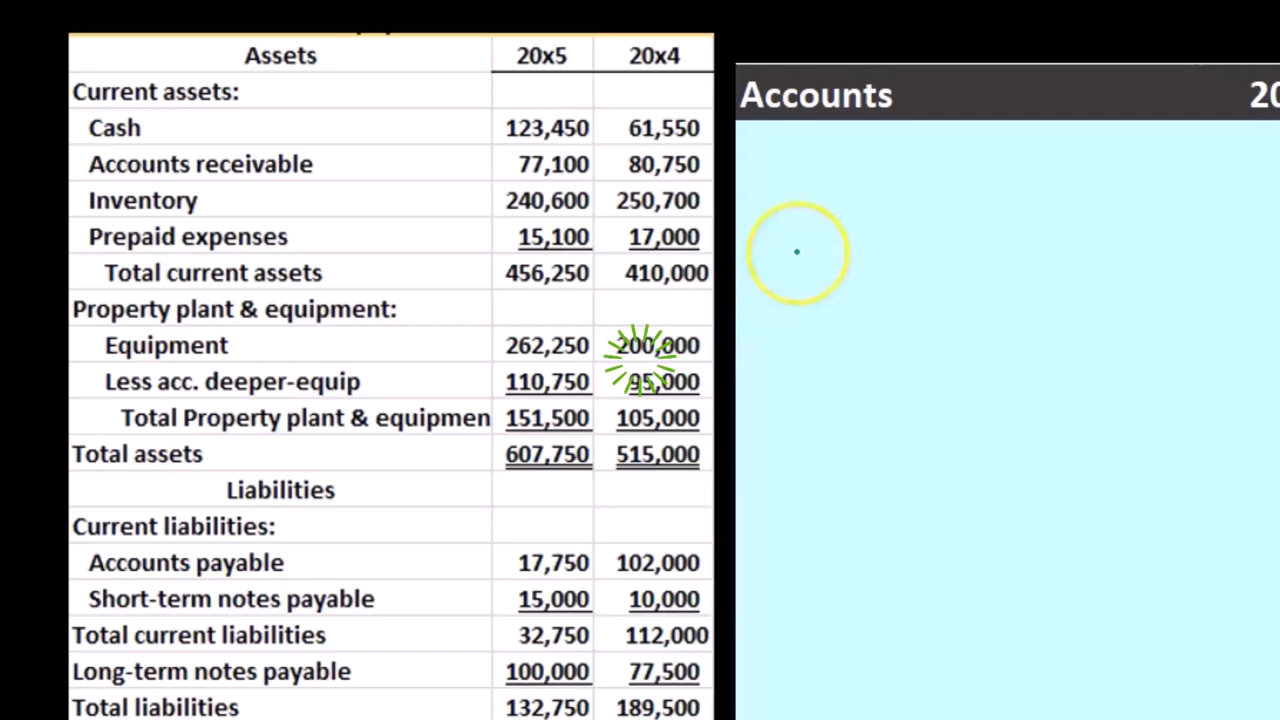 Assets 20x5 20x4
Current assets:
Cash 123,450 61,550
Accounts receivable 77,100 80,750
Inventory 240,600 250,700
Prepaid expenses 15,100 17,000
Total current assets 456,250 410,000
Property plant & equipment:
Equipment 262,250 200,000
Less acc. deeper-equip 110,750 95,000
Total Property plant & equipmen 151,500 105,000
Total assets 607,750 515,000
Liabilities
Current liabilities:
Accounts payable 17,750 102,000
Short-term notes payable 15,000 10,000
Total current liabilities 32,750 112,000
Long-term notes payable 100,000 77,500
Total liabilities 132,750 189,500
Accounts 20